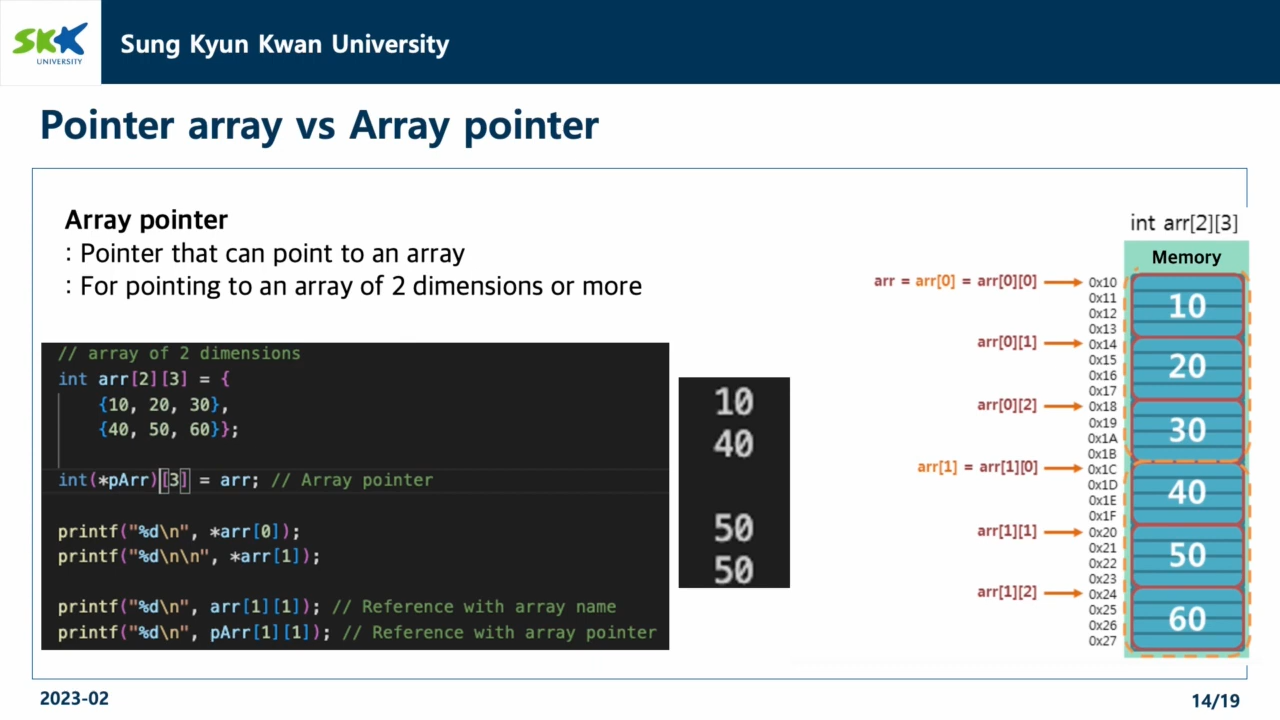 SKK
UNIVERSITY
Sung Kyun Kwan University
Pointer array vs Array pointer
Array pointer
: Pointer that can point to an array
: For pointing to an array of 2 dimensions or more
// array of 2 dimensions
int arr[2][3] = {
{10, 20, 30},
{40, 50, 60}};
int(*pArr)[3] = arr; // Array pointer
printf("%d\n", *arr[0]);
printf("%d\n\n", *arr[1]);
printf("%d\n", arr[1][1]); // Reference with array name
printf("%d\n", pArr[1][1]); // Reference with array pointer
10
40
50
50
int arr[2][3]
Memory
arr = arr[0] = arr[0][0]
arr[0][1]
arr[0][2]
arr[1] = arr[1][0]
arr[1][1]
arr[1][2]
0x10
0x11
0x12
0x13
0x14
0x15
0x16
0x17
0x18
0x19
0x1A
0x1B
0x1C
0x1D
0x1E
0x1F
0x20
0x21
0x22
0x23
0x24
0x25
0x26
0x27
10
20
30
40
50
60
2023-02
14/19